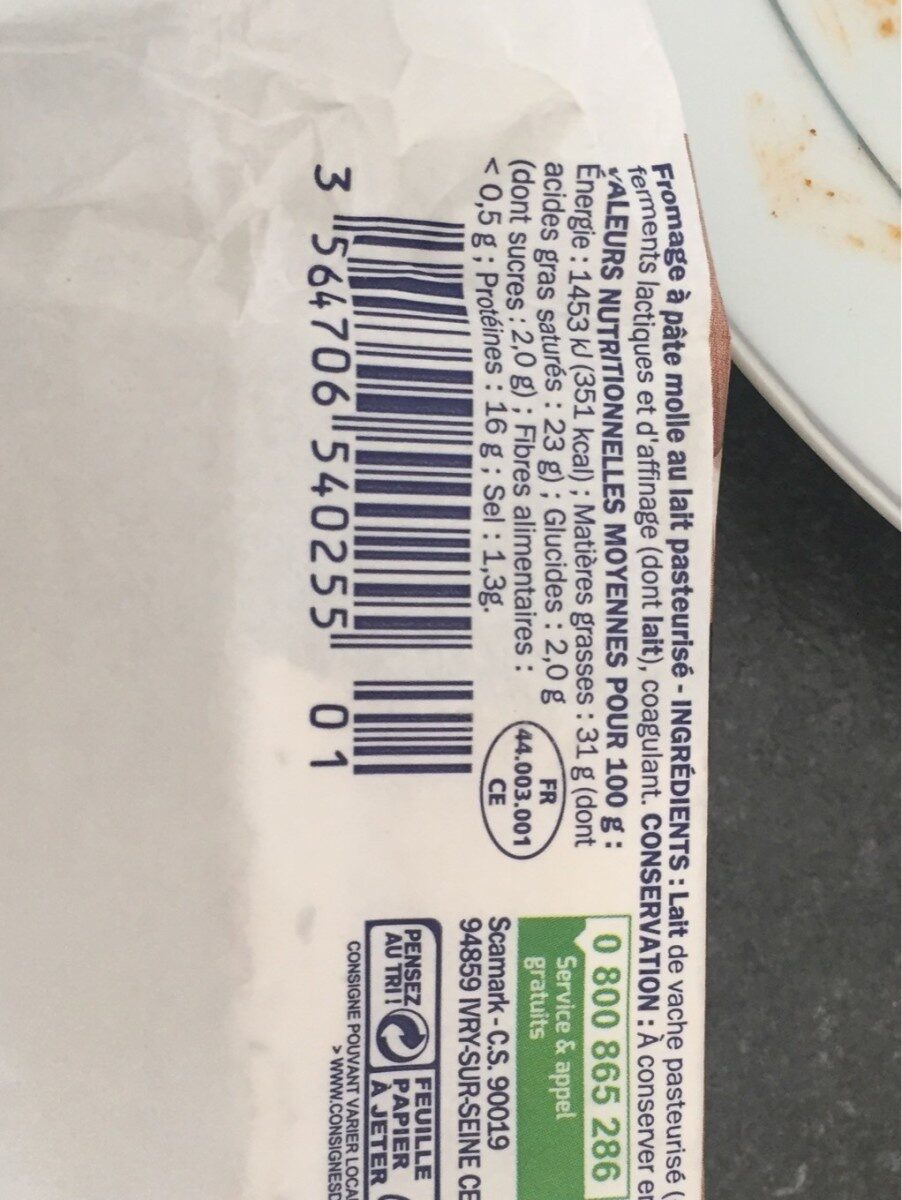 Fromage à pâte molle au lait pasteurisé - INGRÉDIENTS : Lait de vache pasteurisé (
ferments lactiques et d'affinage (dont lait), coagulant. CONSERVATION : À conserver
VALEURS NUTRITIONNELLES MOYENNES POUR 100 g :
Énergie : 1453 kJ (351 kcal) ; Matières grasses : 31 g (dont
acides gras saturés : 23 g) ; Glucides : 2,0 g
(dont sucres : 2,0 g) ; Fibres alimentaires :
< 0,5 g ; Protéines : 16 g ; Sel : 1,3g.
FR
44.003.001
CE
3 564706 540255 01
0 800 865 286
Service & appel
gratuits
Scamark - C.S. 90019
94859 IVRY-SUR-SEINE CE
PENSEZ
AU TRI !
FEUILLE
PAPIER
À JETER
CONSIGNE POUVANT VARIER LOCA
> WWW.CONSIGNESD